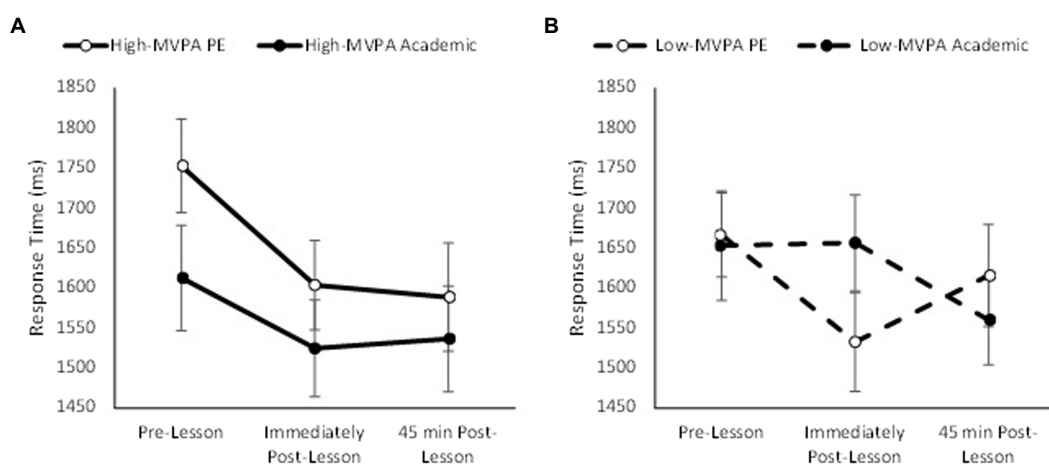 A
High-MVPA PE High-MVPA Academic
Response Time (ms)
1850
1800
1750
1700
1650
1600
1550
1500
1450
Pre-Lesson
Immediately
Post-Lesson
45 min Post-
Lesson
B
Low-MVPA PE Low-MVPA Academic
Response Time (ms)
1850
1800
1750
1700
1650
1600
1550
1500
1450
Pre-Lesson
Immediately
Post-Lesson
45 min Post-
Lesson